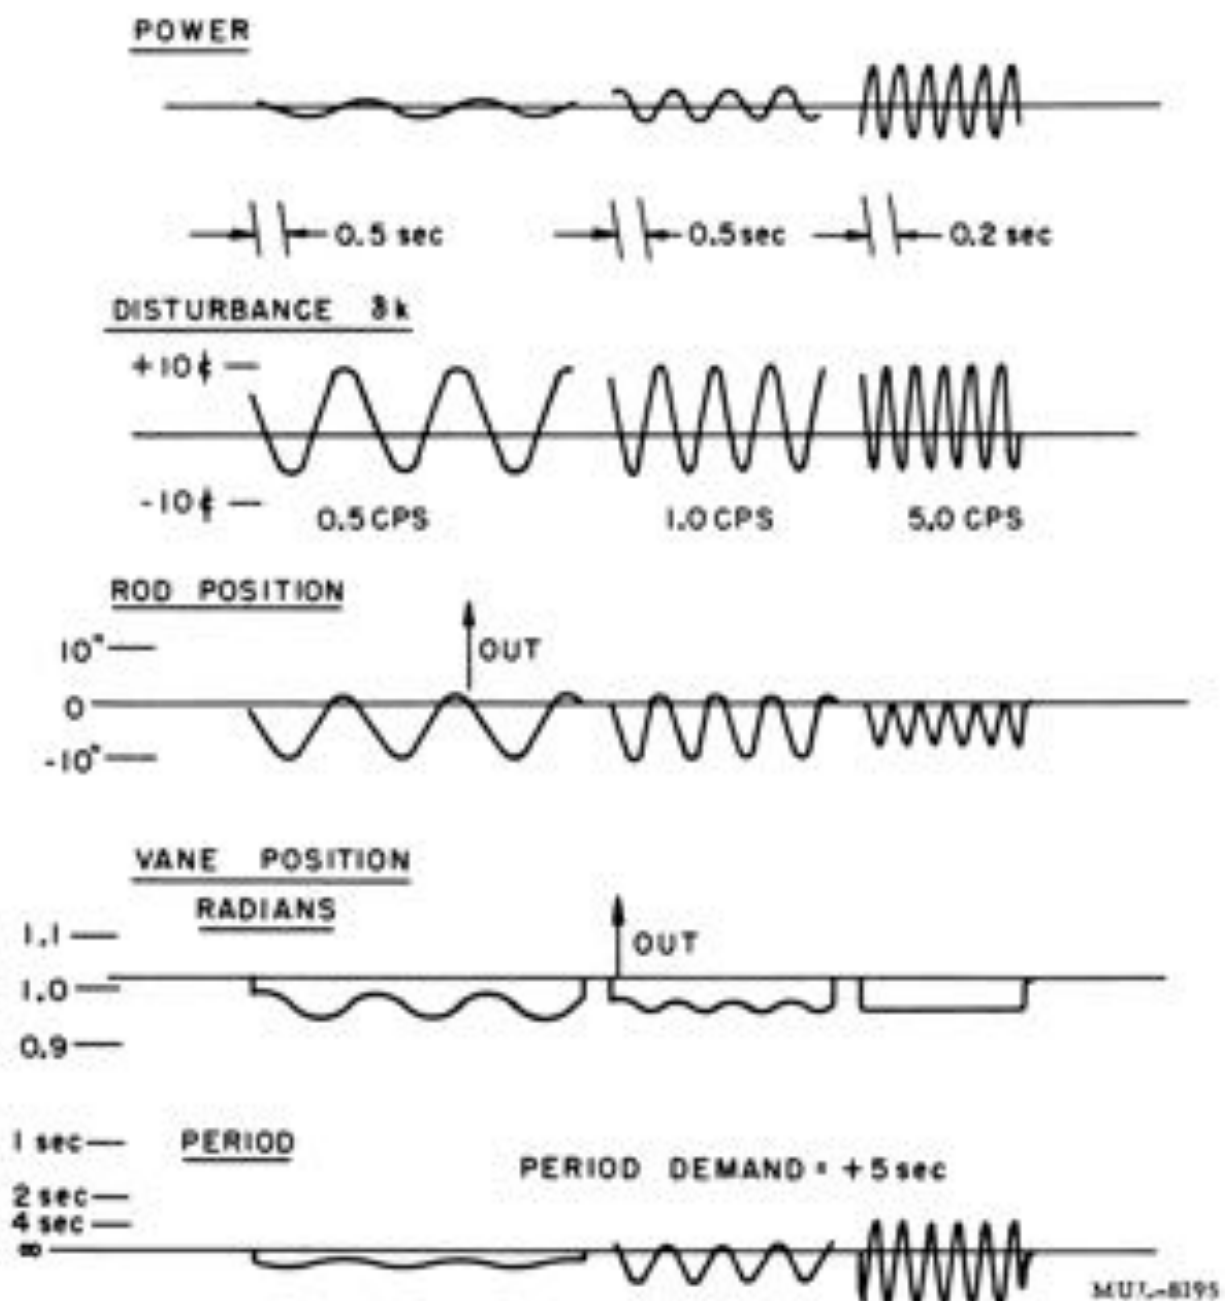 POWER
0.5 sec 0.5 sec 0.2 sec
DISTURBANCE δk
+10¢
-10¢
0.5 CPS 1.0 CPS 5.0 CPS
ROD POSITION
10"
OUT
0
-10"
VANE POSITION
RADIANS
1.1
OUT
1.0
0.9
1 sec
PERIOD
PERIOD DEMAND = +5 sec
2 sec
4 sec
∞
MUL-8195